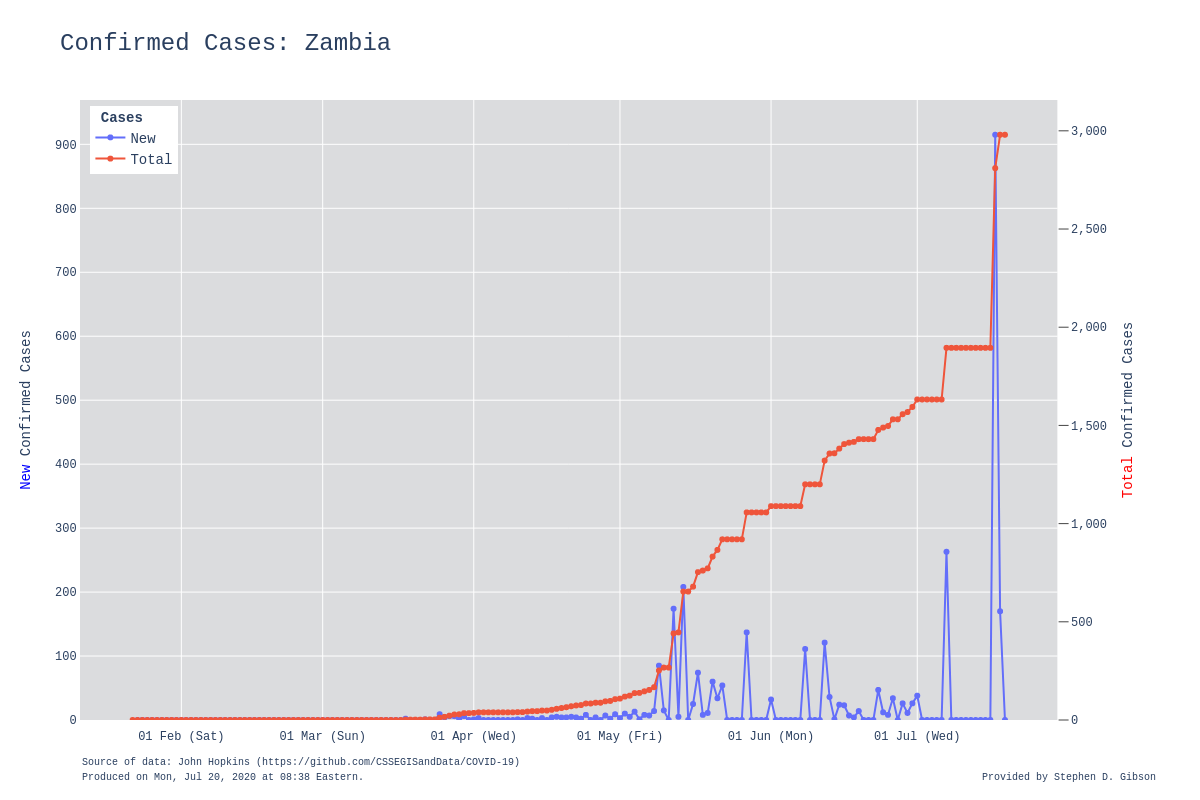 Confirmed Cases: Zambia
Cases
New
Total
900
800
700
600
500
400
300
200
100
0
3,000
2,500
2,000
1,500
1,000
500
0
New Confirmed Cases
Total Confirmed Cases
01 Feb (Sat)
01 Mar (Sun)
01 Apr (Wed)
01 May (Fri)
01 Jun (Mon)
01 Jul (Wed)
Source of data: John Hopkins (https://github.com/CSSEGISandData/COVID-19)
Produced on Mon, Jul 20, 2020 at 08:38 Eastern.
Provided by Stephen D. Gibson